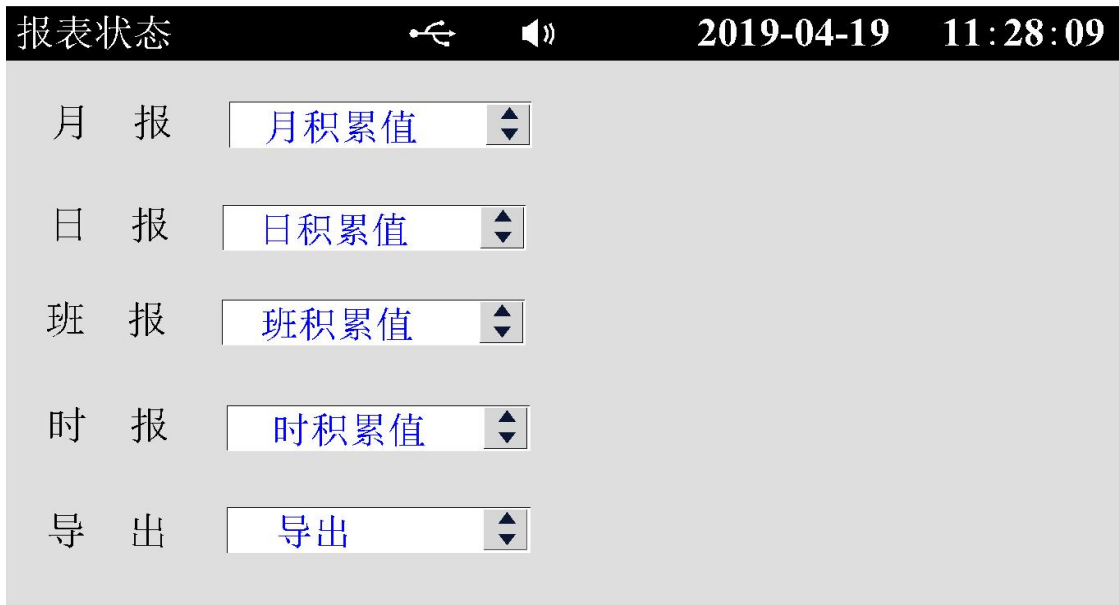 报表状态 2019-04-19 11:28:09
月 报 月积累值
日 报 日积累值
班 报 班积累值
时 报 时积累值
导 出 导出